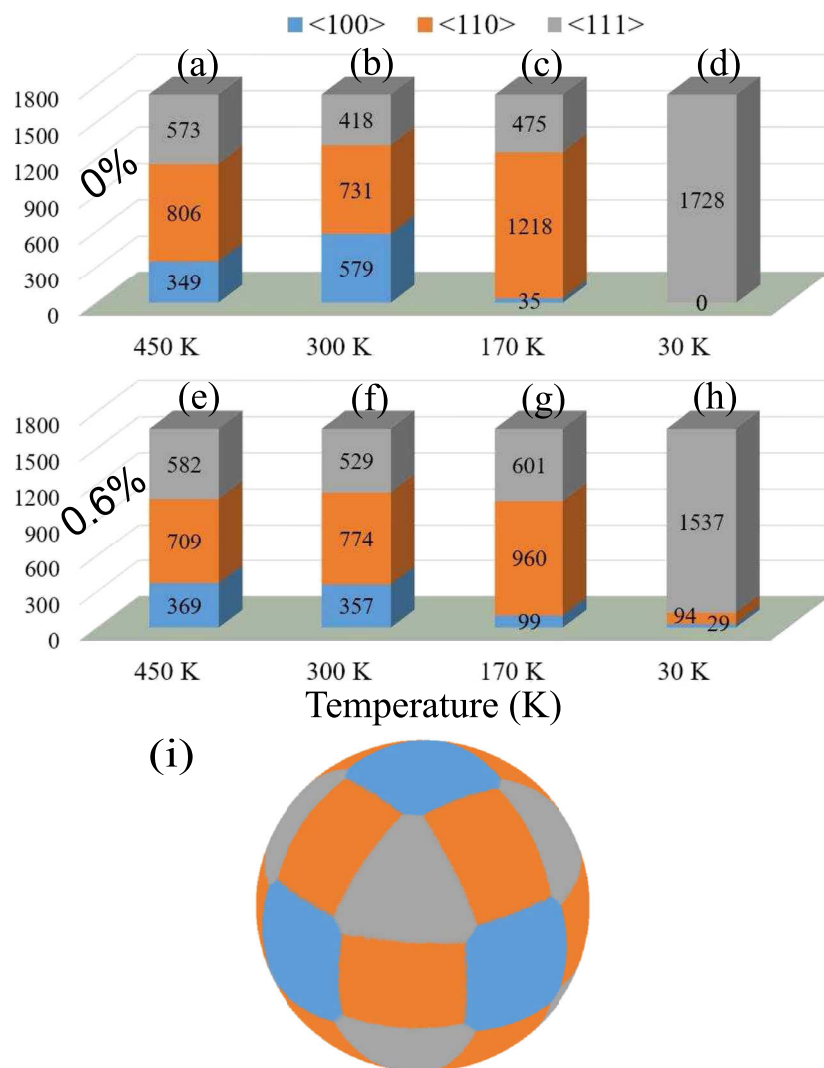 <100> <110> <111>
(a) (b) (c) (d)
1800
1500
1200
900
600
300
0
0%
573 418 475
806 731 1218 1728
349 579 35 0
450 K 300 K 170 K 30 K
(e) (f) (g) (h)
1800
1500
1200
900
600
300
0
0.6%
582 529 601
709 774 960 1537
369 357 99 94 29
450 K 300 K 170 K 30 K
Temperature (K)
(i)